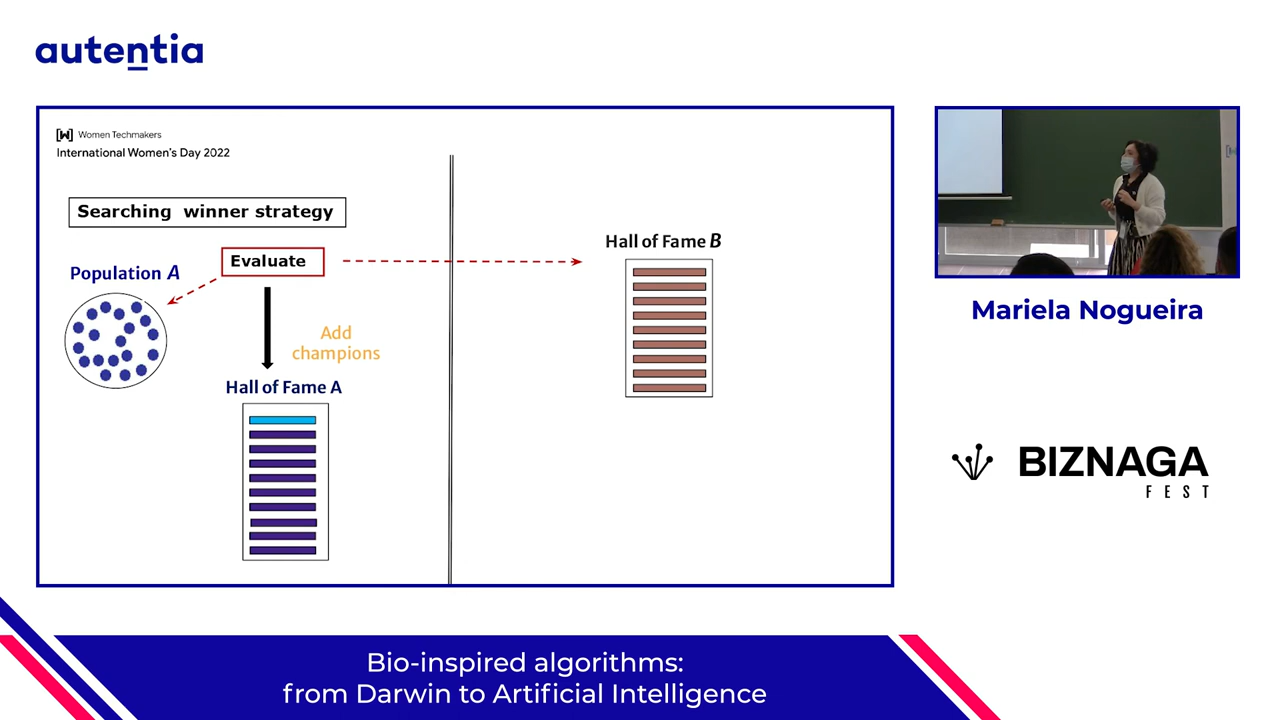 autentia
Women Techmakers
International Women's Day 2022
Searching winner strategy
Population A
Evaluate
Add
champions
Hall of Fame A
Hall of Fame B
Mariela Nogueira
BIZNAGA
FEST
Bio-inspired algorithms:
from Darwin to Artificial Intelligence